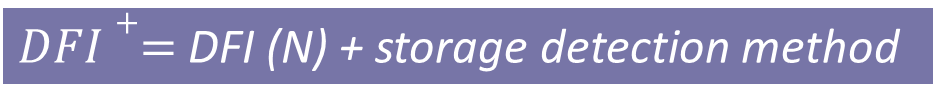 DFI⁺ = DFI (N) + storage detection method